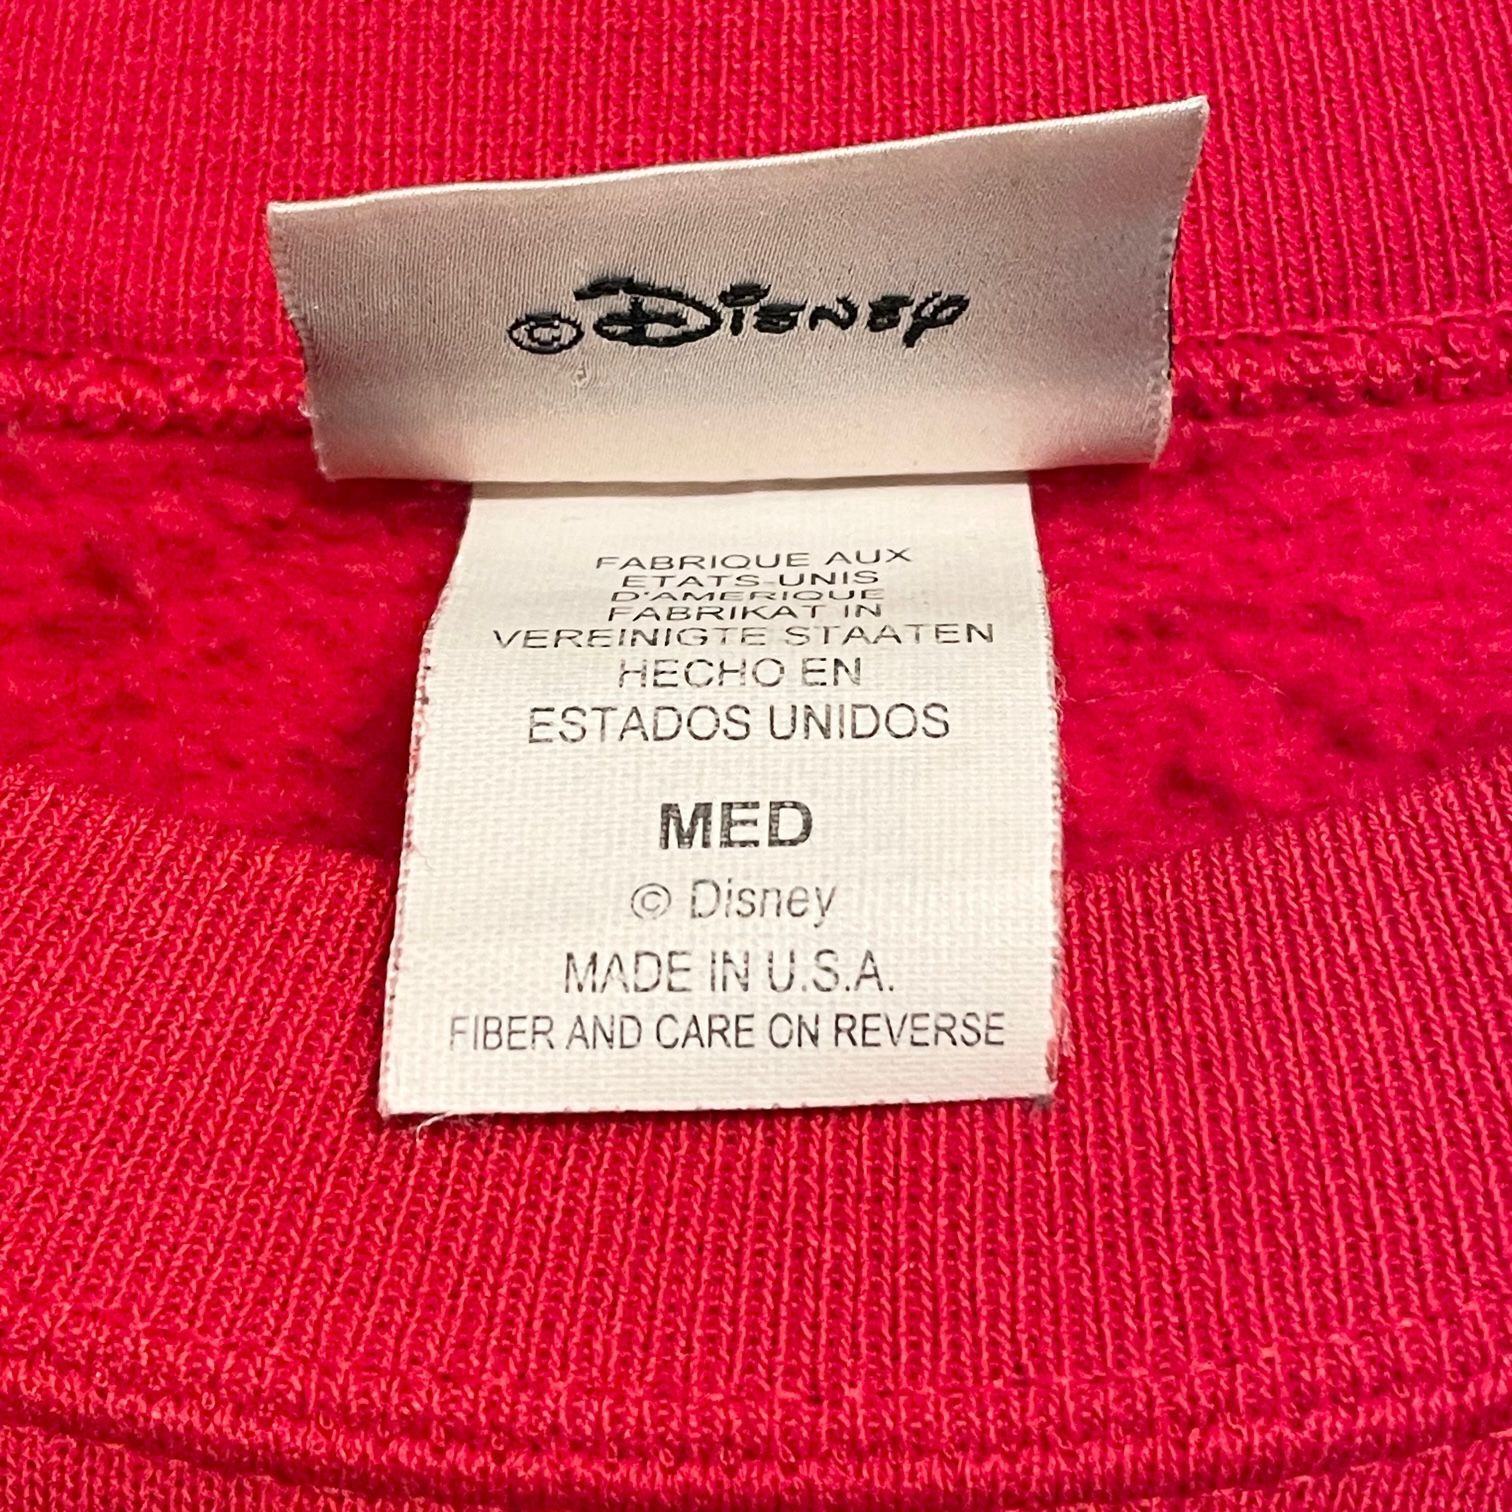 © Disney
FABRIQUE AUX
ETATS-UNIS
D'AMERIQUE
FABRIKAT IN
VEREINIGTE STAATEN
HECHO EN
ESTADOS UNIDOS
MED
© Disney
MADE IN U.S.A.
FIBER AND CARE ON REVERSE